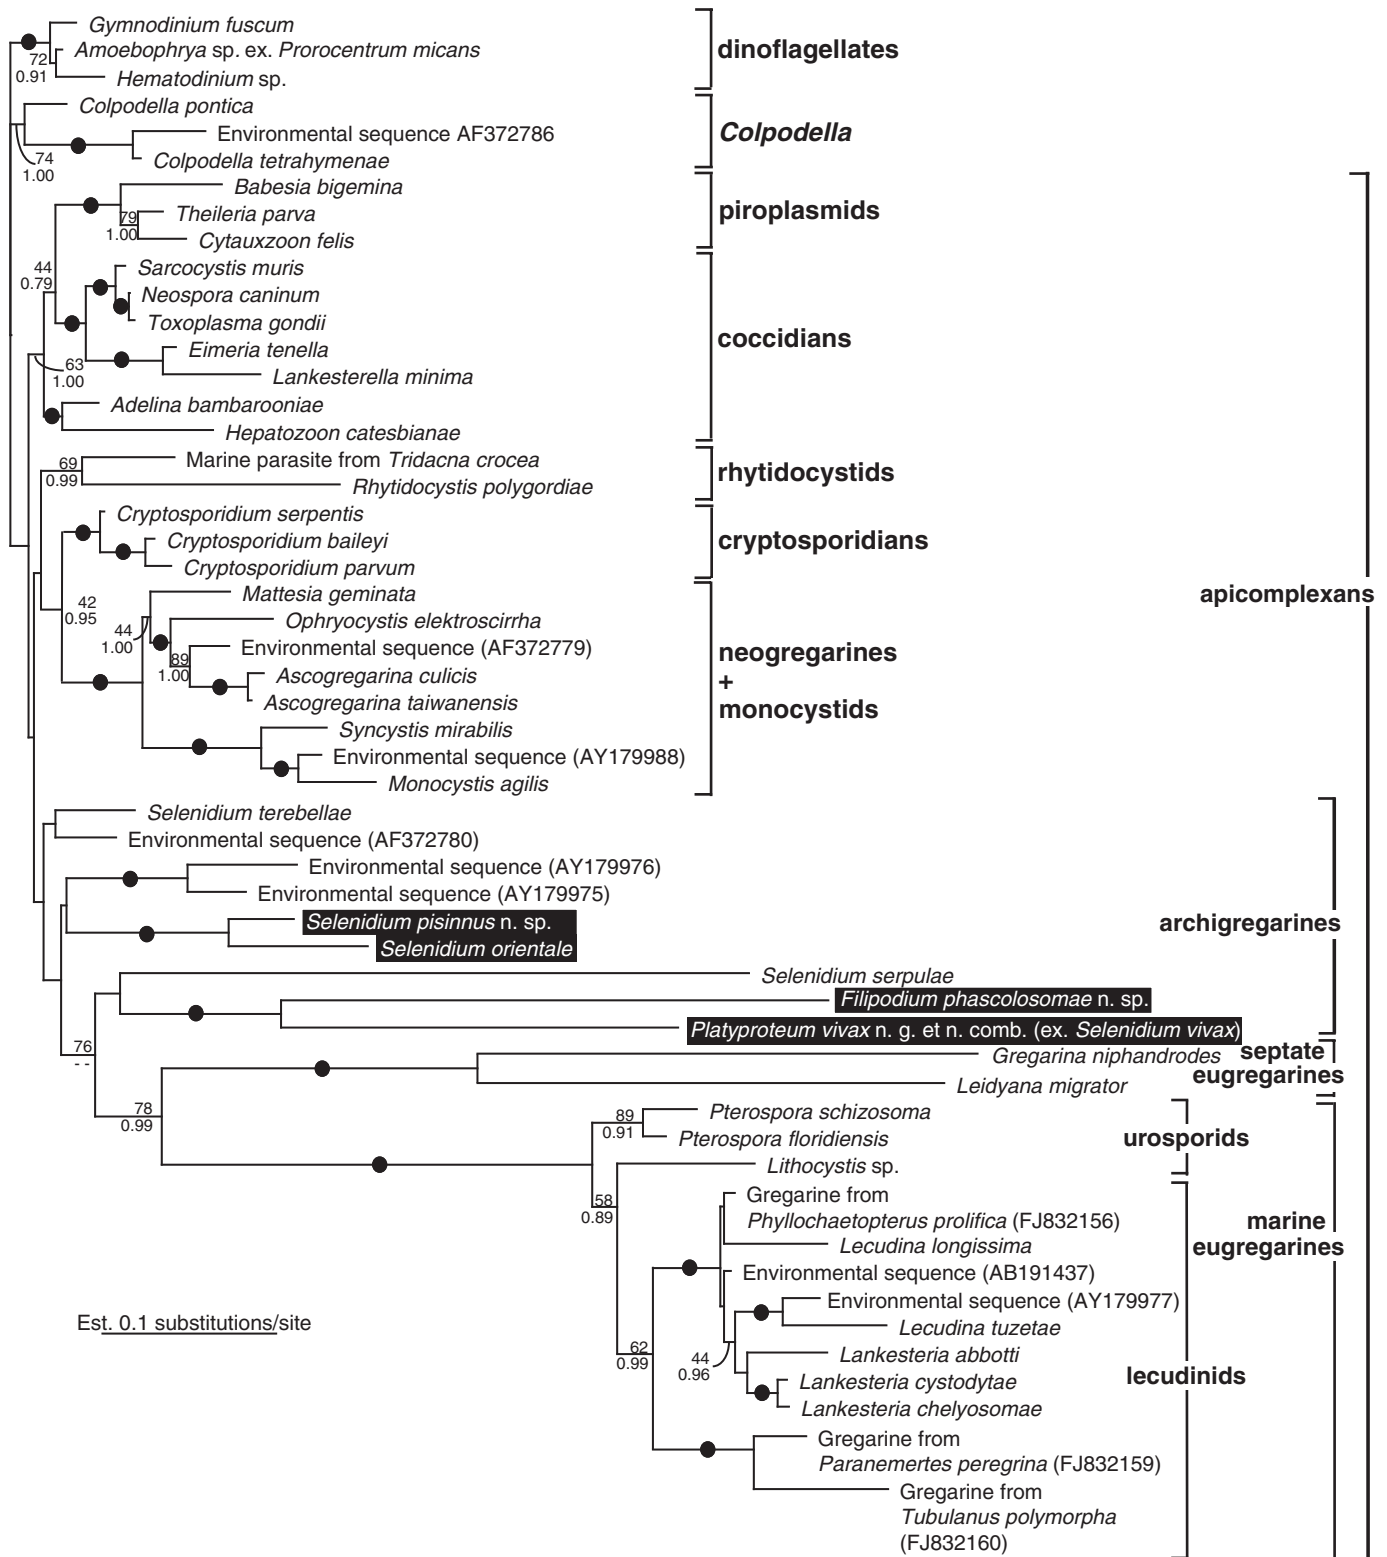 Gymnodinium fuscum
Amoebophrya sp. ex. Prorocentrum micans
72
0.91
Hematodinium sp.
dinoflagellates
Colpodella pontica
Environmental sequence AF372786
Colpodella tetrahymenae
74
1.00
Colpodella
Babesia bigemina
Theileria parva
79
1.00
Cytauxzoon felis
piroplasmids
44
0.79
Sarcocystis muris
Neospora caninum
Toxoplasma gondii
Eimeria tenella
63
1.00
Lankesterella minima
Adelina bambarooniae
Hepatozoon catesbianae
coccidians
69
0.99
Marine parasite from Tridacna crocea
Rhytidocystis polygordiae
rhytidocystids
Cryptosporidium serpentis
Cryptosporidium baileyi
Cryptosporidium parvum
cryptosporidians
42
0.95
Mattesia geminata
44
1.00
Ophryocystis elektroscirrha
Environmental sequence (AF372779)
89
1.00
Ascogregarina culicis
Ascogregarina taiwanensis
Syncystis mirabilis
Environmental sequence (AY179988)
Monocystis agilis
neogregarines
+
monocystids
apicomplexans
Selenidium terebellae
Environmental sequence (AF372780)
Environmental sequence (AY179976)
Environmental sequence (AY179975)
Selenidium pisinnus n. sp.
Selenidium orientale
Selenidium serpulae
Filipodium phascolosomae n. sp.
Platyproteum vivax n. g. et n. comb. (ex. Selenidium vivax)
archigregarines
76
- -
Gregarina niphandrodes
Leidyana migrator
septate
eugregarines
78
0.99
89
0.91
Pterospora schizosoma
Pterospora floridiensis
Lithocystis sp.
urosporids
58
0.89
Gregarine from
Phyllochaetopterus prolifica (FJ832156)
Lecudina longissima
Environmental sequence (AB191437)
Environmental sequence (AY179977)
Lecudina tuzetae
62
0.99
44
0.96
Lankesteria abbotti
Lankesteria cystodytae
Lankesteria chelyosomae
Gregarine from
Paranemertes peregrina (FJ832159)
Gregarine from
Tubulanus polymorpha
(FJ832160)
lecudinids
marine
eugregarines
Est. 0.1 substitutions/site